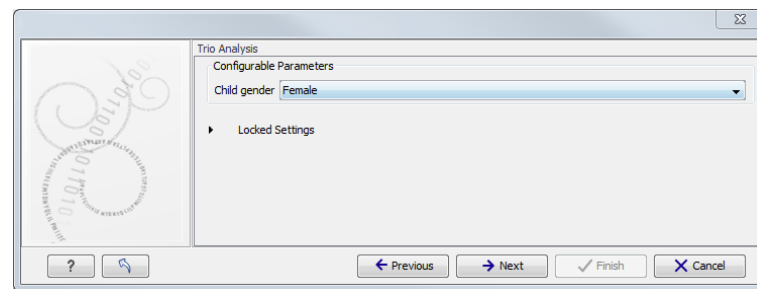 Trio Analysis
Configurable Parameters
Child gender Female
Locked Settings
? Previous Next Finish Cancel